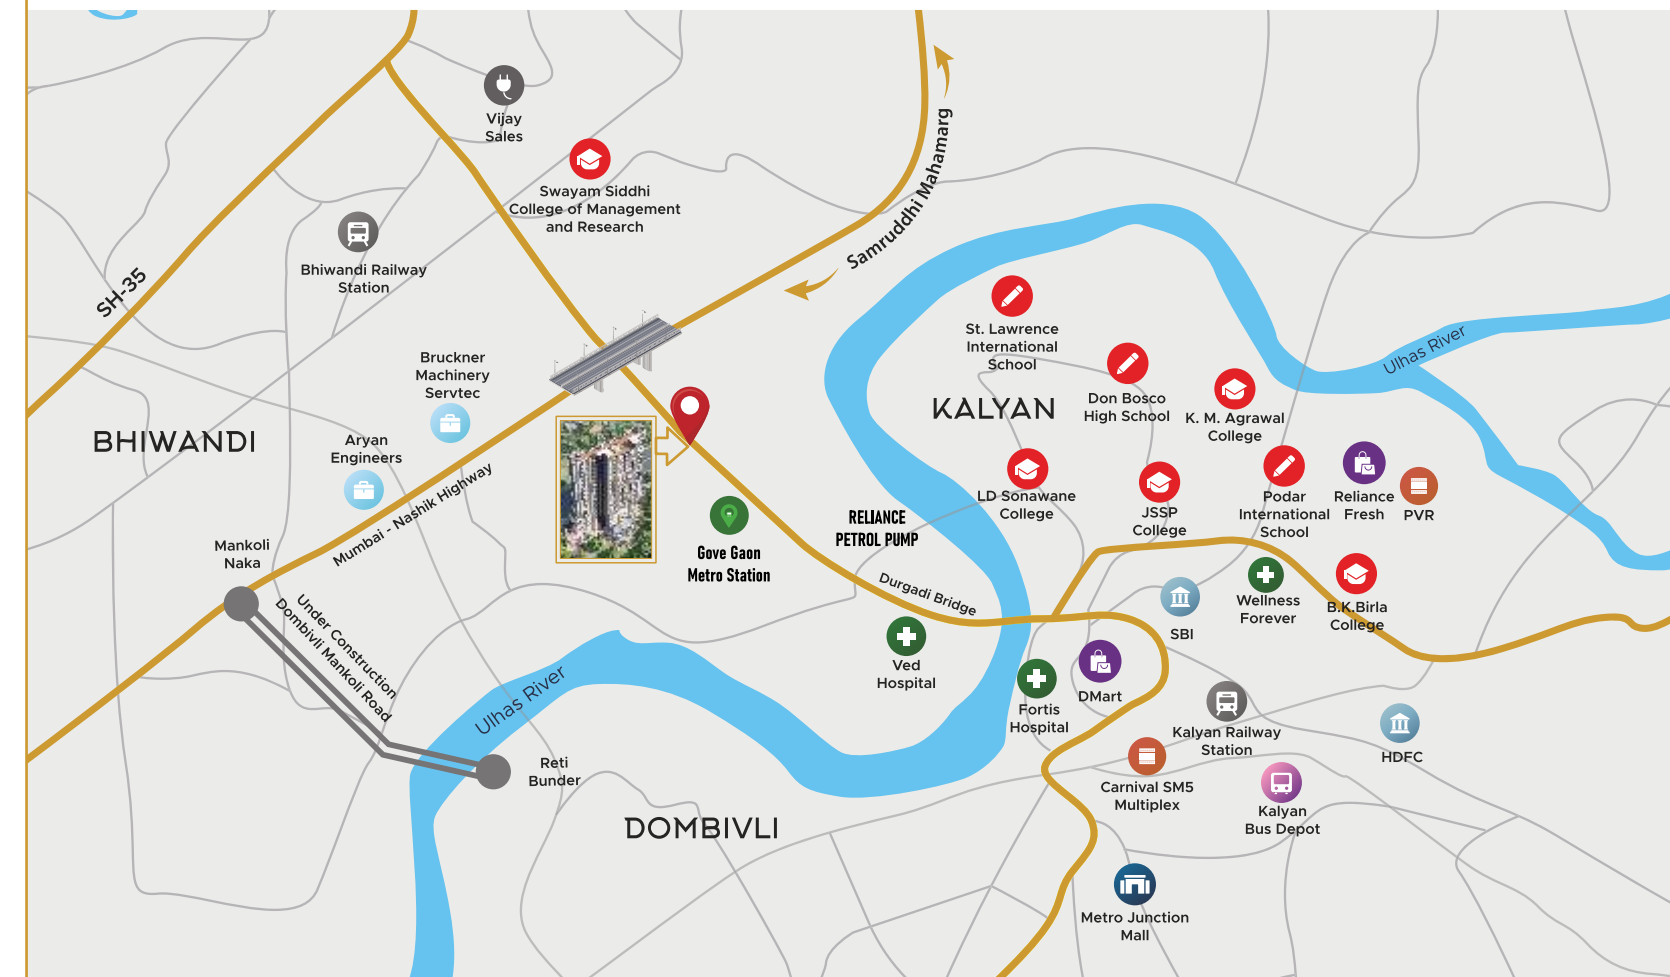 Vijay
Sales
Swayam Siddhi
College of Management
and Research
Samruddhi Mahamarg
Bhiwandi Railway
Station
SH-35
St. Lawrence
International
School
Ulhas River
Bruckner
Machinery
Servtec
Don Bosco
High School
KALYAN
K. M. Agrawal
College
BHIWANDI
Aryan
Engineers
Mumbai - Nashik Highway
LD Sonawane
College
JSSP
College
Podar
International
School
Reliance
Fresh
PVR
RELIANCE
PETROL PUMP
Gove Gaon
Metro Station
Mankoli
Naka
Durgadi Bridge
Under Construction
Dombivli Mankoli Road
SBI
Wellness
Forever
B.K.Birla
College
Ved
Hospital
Ulhas River
Fortis
Hospital
DMart
Kalyan Railway
Station
HDFC
Reti
Bunder
Carnival SM5
Multiplex
Kalyan
Bus Depot
DOMBIVLI
Metro Junction
Mall